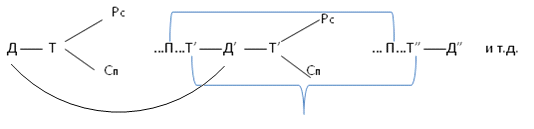 Рс Рс
Д — Т ...П...Т′ — Д′ — Т′ ... П...Т″ — Д″ и т.д.
Сп Сп